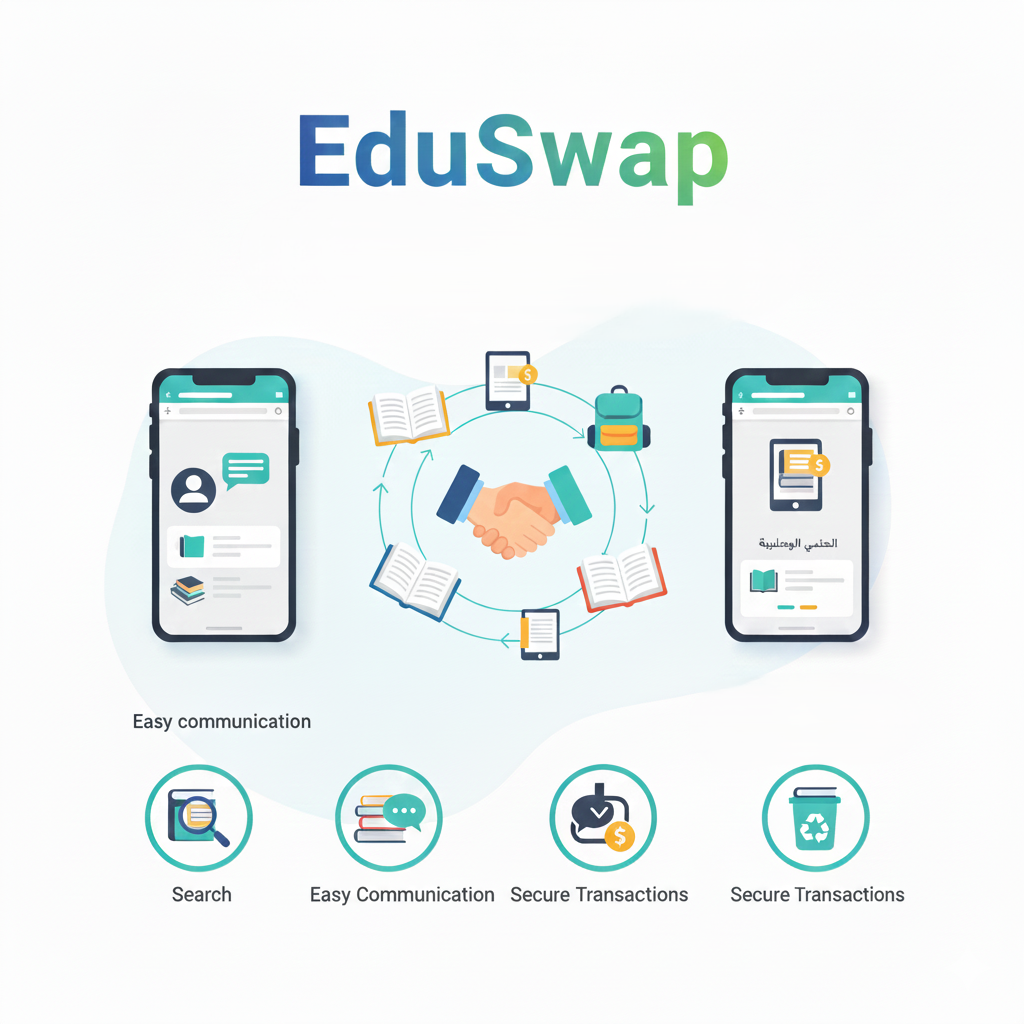 EduSwap
Easy communication
Search
Easy Communication
Secure Transactions
Secure Transactions